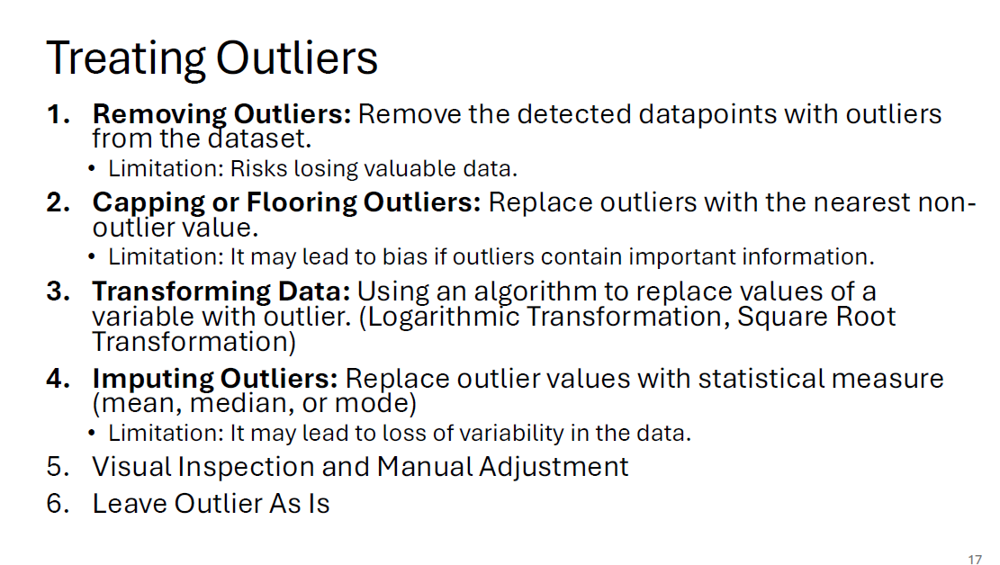 Treating Outliers
1. Removing Outliers: Remove the detected datapoints with outliers
from the dataset.
• Limitation: Risks losing valuable data.
2. Capping or Flooring Outliers: Replace outliers with the nearest non-
outlier value.
• Limitation: It may lead to bias if outliers contain important information.
3. Transforming Data: Using an algorithm to replace values of a
variable with outlier. (Logarithmic Transformation, Square Root
Transformation)
4. Imputing Outliers: Replace outlier values with statistical measure
(mean, median, or mode)
• Limitation: It may lead to loss of variability in the data.
5. Visual Inspection and Manual Adjustment
6. Leave Outlier As Is
17